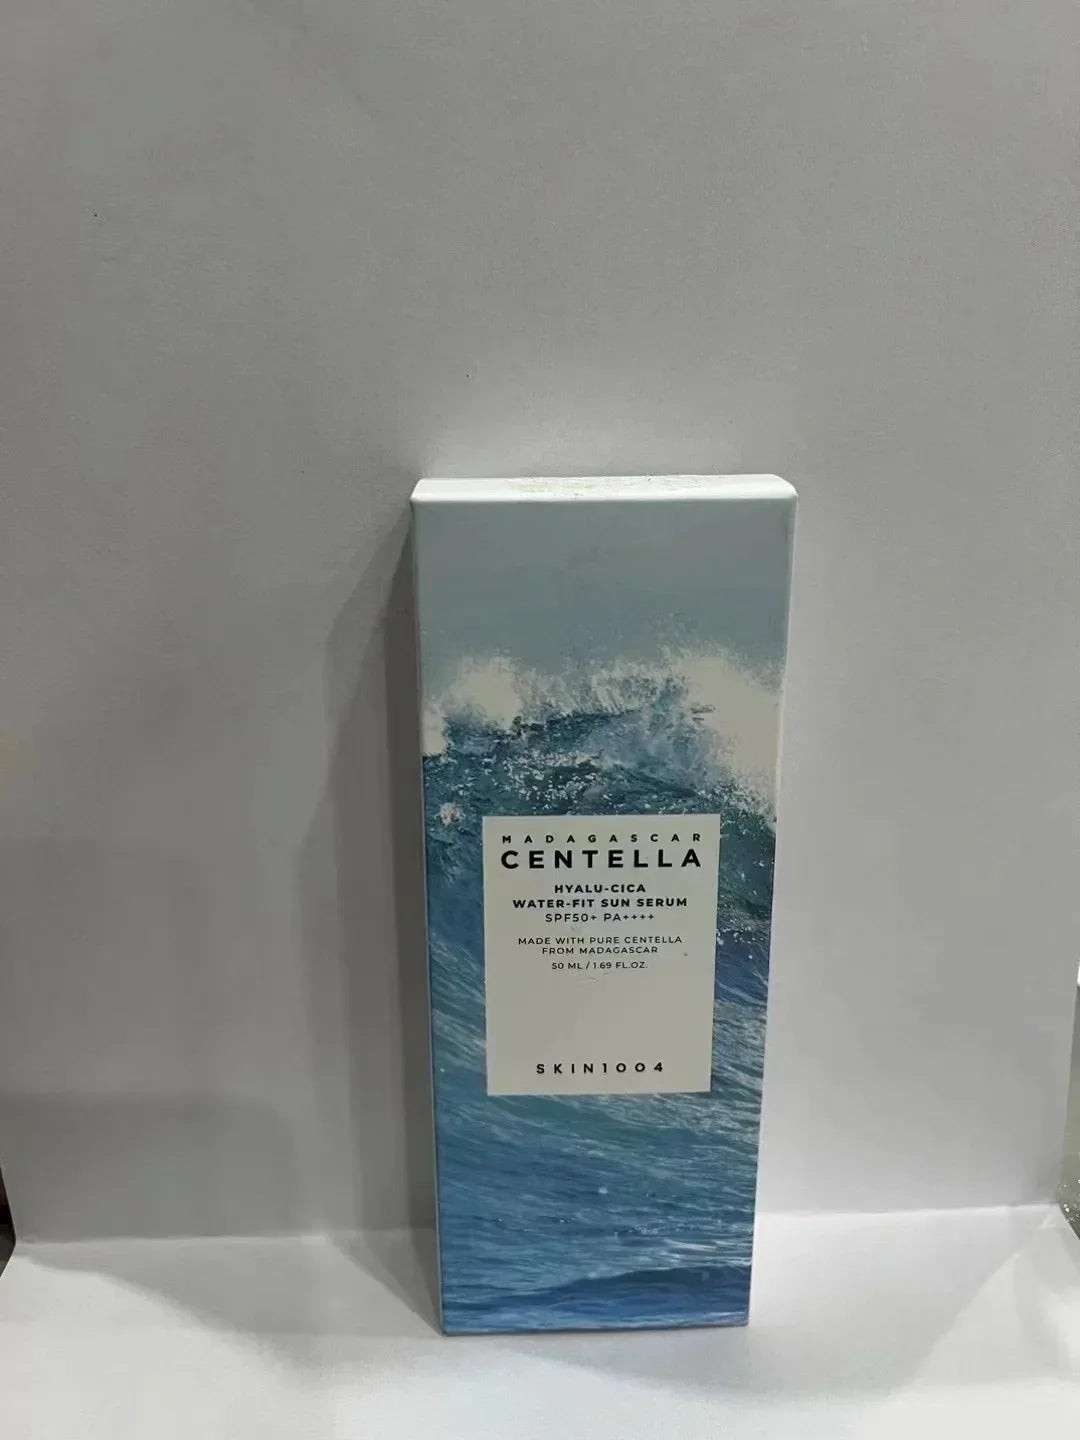 MADAGASCAR
CENTELLA
HYALU-CICA
WATER-FIT SUN SERUM
SPF50+ PA++++
MADE WITH PURE CENTELLA
FROM MADAGASCAR
50 ML / 1.69 FL.OZ.
SKIN1004